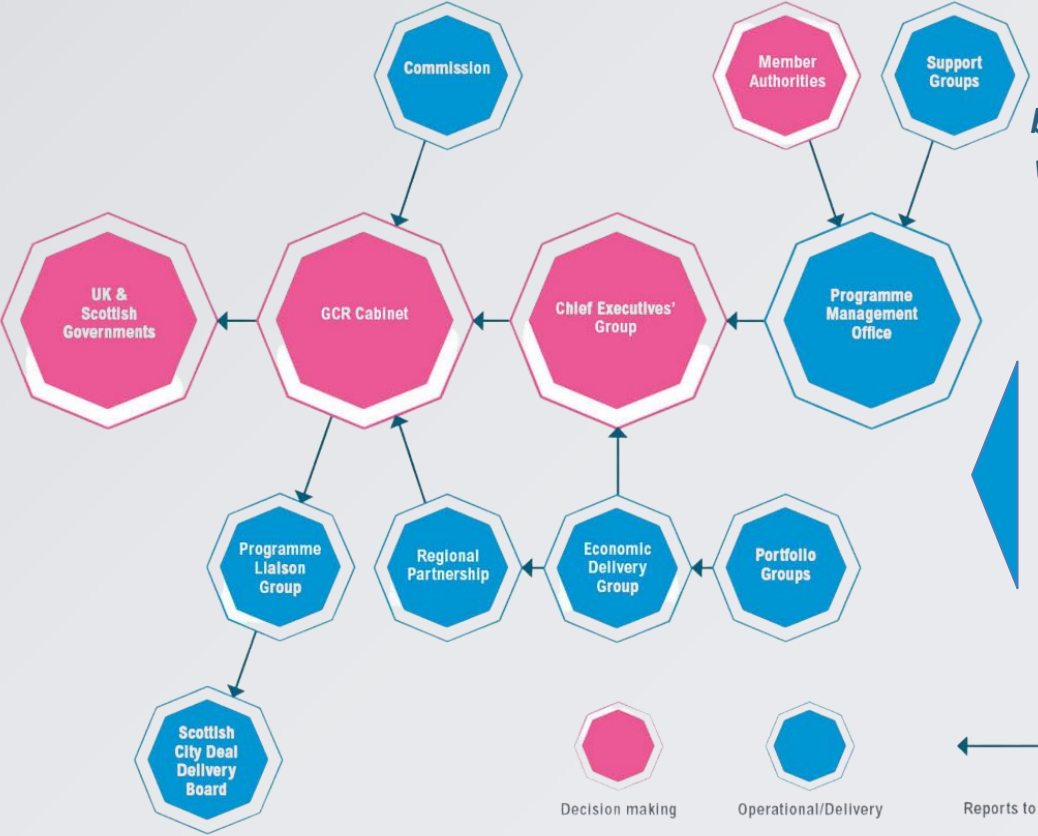 Commission
Member
Authorities
Support
Groups
UK &
Scottish
Governments
GCR Cabinet
Chief Executives'
Group
Programme
Management
Office
Programme
Liaison
Group
Regional
Partnership
Economic
Delivery
Group
Portfolio
Groups
Scottish
City Deal
Delivery
Board
Decision making
Operational/Delivery
Reports to